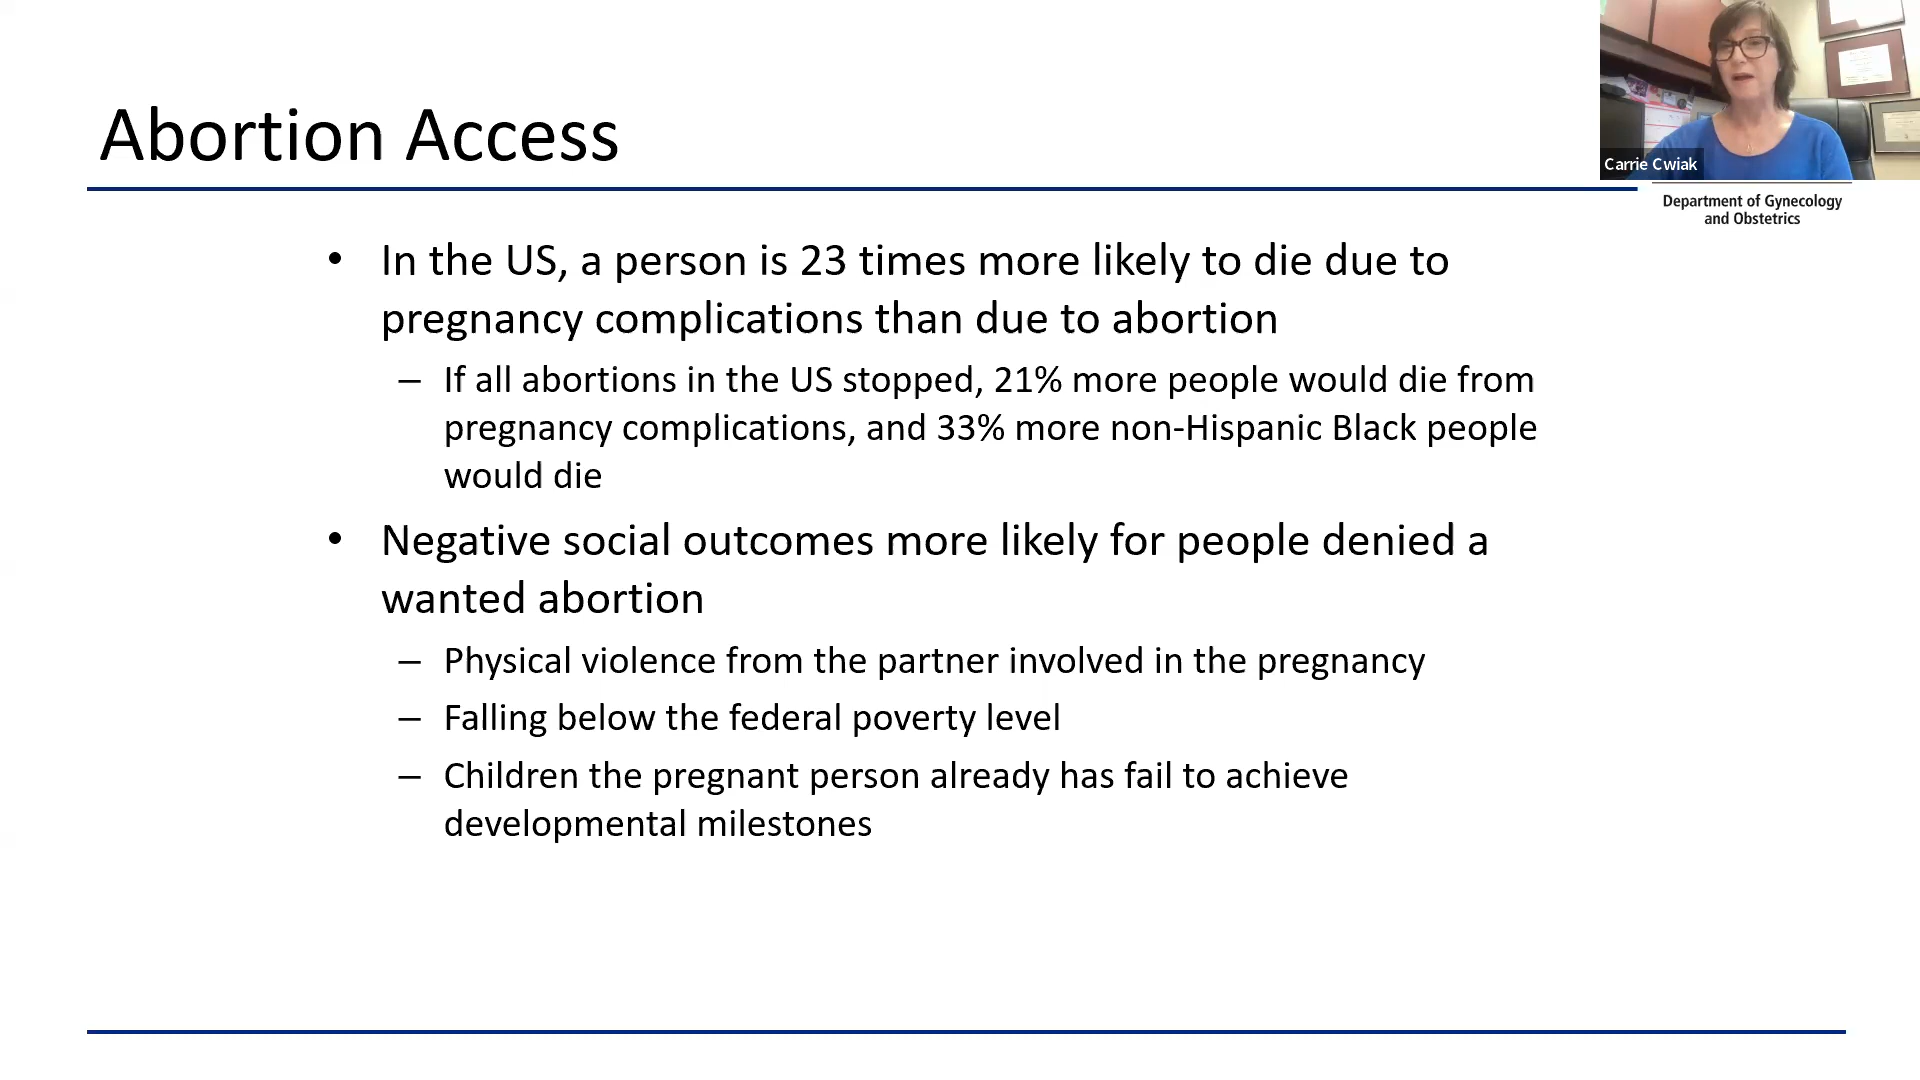 Abortion Access
Carrie Cwiak
Department of Gynecology
and Obstetrics
• In the US, a person is 23 times more likely to die due to
pregnancy complications than due to abortion
– If all abortions in the US stopped, 21% more people would die from
pregnancy complications, and 33% more non-Hispanic Black people
would die
• Negative social outcomes more likely for people denied a
wanted abortion
– Physical violence from the partner involved in the pregnancy
– Falling below the federal poverty level
– Children the pregnant person already has fail to achieve
developmental milestones